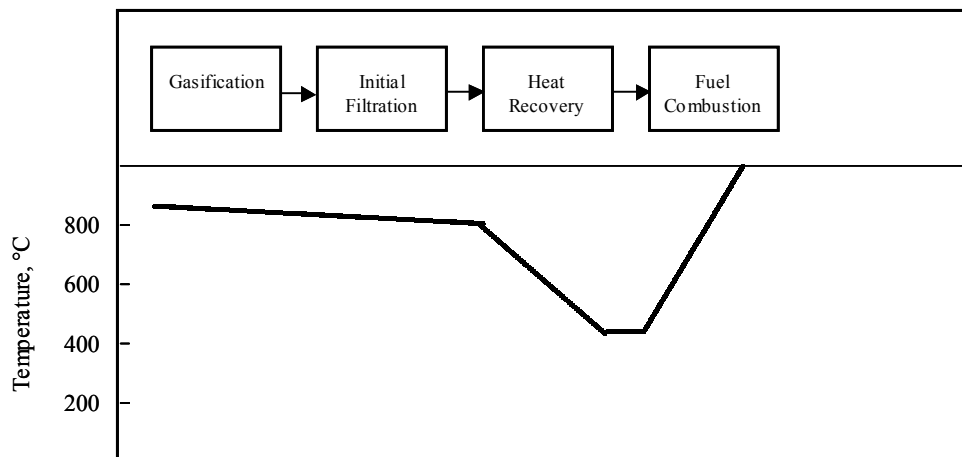 Gasification
Initial
Filtration
Heat
Recovery
Fuel
Combustion
Temperature, °C
800
600
400
200